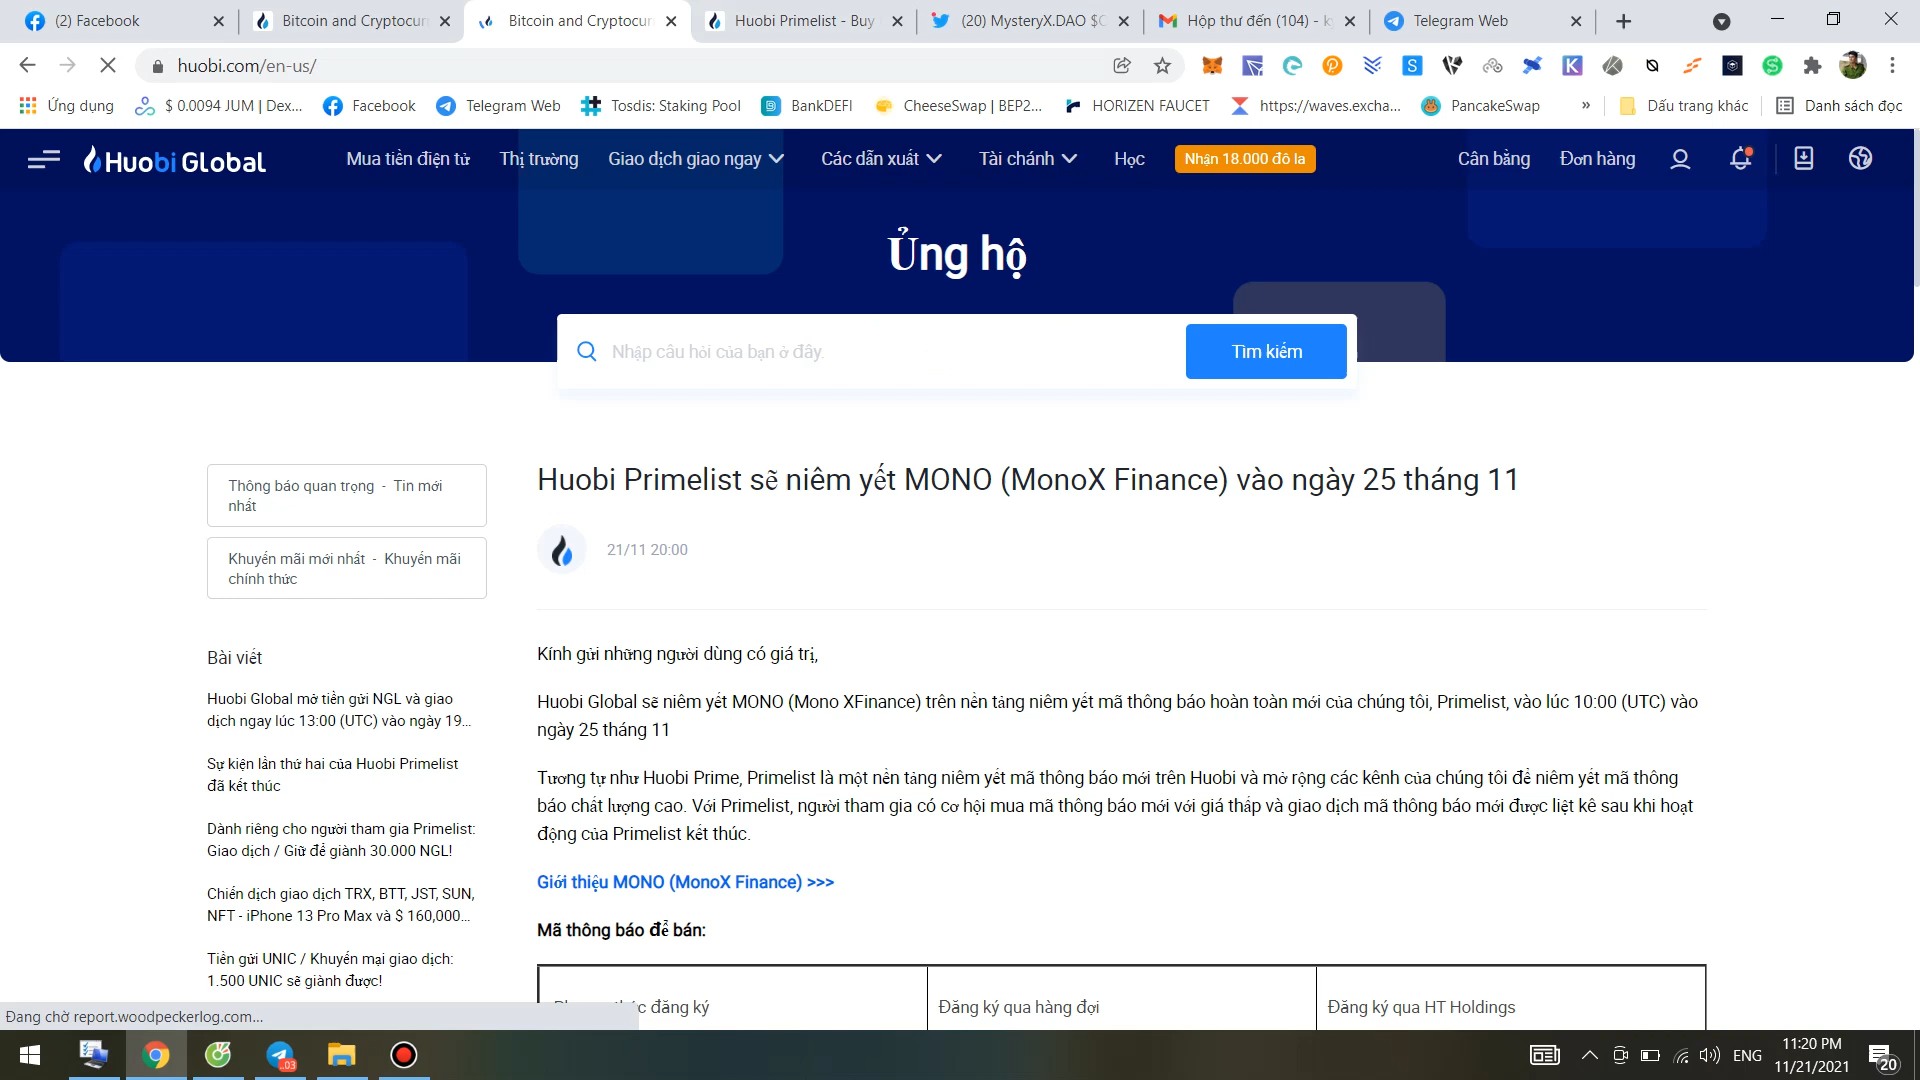 (2) Facebook
Bitcoin and Cryptocur
Bitcoin and Cryptocur
Huobi Primelist - Buy
(20) MysteryX.DAO $C
Hộp thư đến (104) - k
Telegram Web
huobi.com/en-us/
Ứng dụng
$ 0.0094 JUM | Dex...
Facebook
Telegram Web
Tosdis: Staking Pool
BankDEFI
CheeseSwap | BEP2...
HORIZEN FAUCET
https://waves.excha...
PancakeSwap
»
Dấu trang khác
Danh sách đọc
Huobi Global
Mua tiền điện tử
Thị trường
Giao dịch giao ngay
Các dẫn xuất
Tài chánh
Học
Nhận 18.000 đô la
Cân bằng
Đơn hàng
Ủng hộ
Nhập câu hỏi của bạn ở đây.
Tìm kiếm
Thông báo quan trọng - Tin mới
nhất
Khuyến mãi mới nhất - Khuyến mãi
chính thức
Bài viết
Huobi Global mở tiền gửi NGL và giao
dịch ngay lúc 13:00 (UTC) vào ngày 19...
Sự kiện lần thứ hai của Huobi Primelist
đã kết thúc
Dành riêng cho người tham gia Primelist:
Giao dịch / Giữ để giành 30.000 NGL!
Chiến dịch giao dịch TRX, BTT, JST, SUN,
NFT - iPhone 13 Pro Max và $ 160,000...
Tiền gửi UNIC / Khuyến mại giao dịch:
1.500 UNIC sẽ giành được!
Huobi Primelist sẽ niêm yết MONO (MonoX Finance) vào ngày 25 tháng 11
21/11 20:00
Kính gửi những người dùng có giá trị,
Huobi Global sẽ niêm yết MONO (Mono XFinance) trên nền tảng niêm yết mã thông báo hoàn toàn mới của chúng tôi, Primelist, vào lúc 10:00 (UTC) vào
ngày 25 tháng 11
Tương tự như Huobi Prime, Primelist là một nền tảng niêm yết mã thông báo mới trên Huobi và mở rộng các kênh của chúng tôi để niêm yết mã thông
báo chất lượng cao. Với Primelist, người tham gia có cơ hội mua mã thông báo mới với giá thấp và giao dịch mã thông báo mới được liệt kê sau khi hoạt
động của Primelist kết thúc.
Giới thiệu MONO (MonoX Finance) >>>
Mã thông báo để bán:
đăng ký
Đăng ký qua hàng đợi
Đăng ký qua HT Holdings
Đang chờ report.woodpeckerlog.com...
..03
ENG
11:20 PM
11/21/2021
20